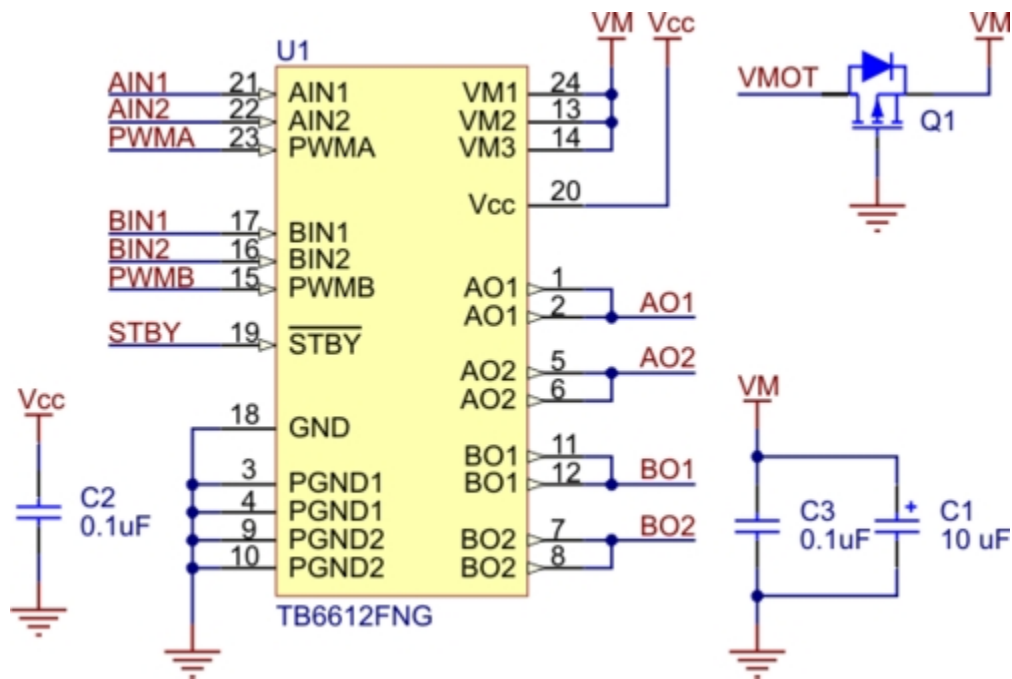 VM Vcc VM
U1
AIN1 21 AIN1 VM1 24 VMOT
AIN2 22 AIN2 VM2 13 Q1
PWMA 23 PWMA VM3 14
Vcc 20
BIN1 17 BIN1
BIN2 16 BIN2
PWMB 15 PWMB AO1 1
AO1 2 AO1
STBY 19 STBY
AO2 5 AO2
AO2 6
Vcc VM
18 GND
BO1 11
3 PGND1 BO1 12 BO1
C2 4 PGND1 C3 C1
0.1uF 9 PGND2 BO2 7 BO2 0.1uF + 10 uF
10 PGND2 BO2 8
TB6612FNG